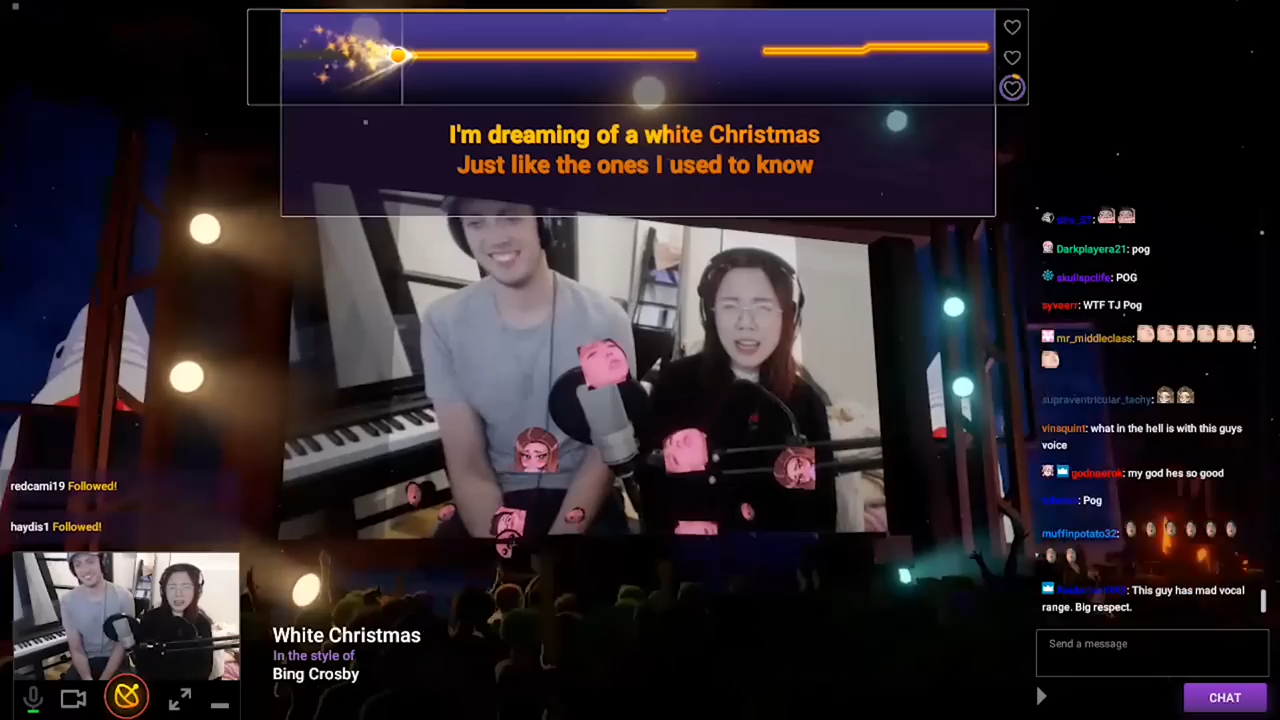 I'm dreaming of a white Christmas
Just like the ones I used to know
Darkplayera21: pog
skullspclife: POG
syveerr: WTF TJ Pog
mr_middleclass:
supraventricular_tachy:
vinsquint: what in the hell is with this guys
voice
godnaerok: my god hes so good
Pog
muffinpotato32:
This guy has mad vocal
range. Big respect.
redcami19 Followed!
haydis1 Followed!
White Christmas
In the style of
Bing Crosby
Send a message
CHAT